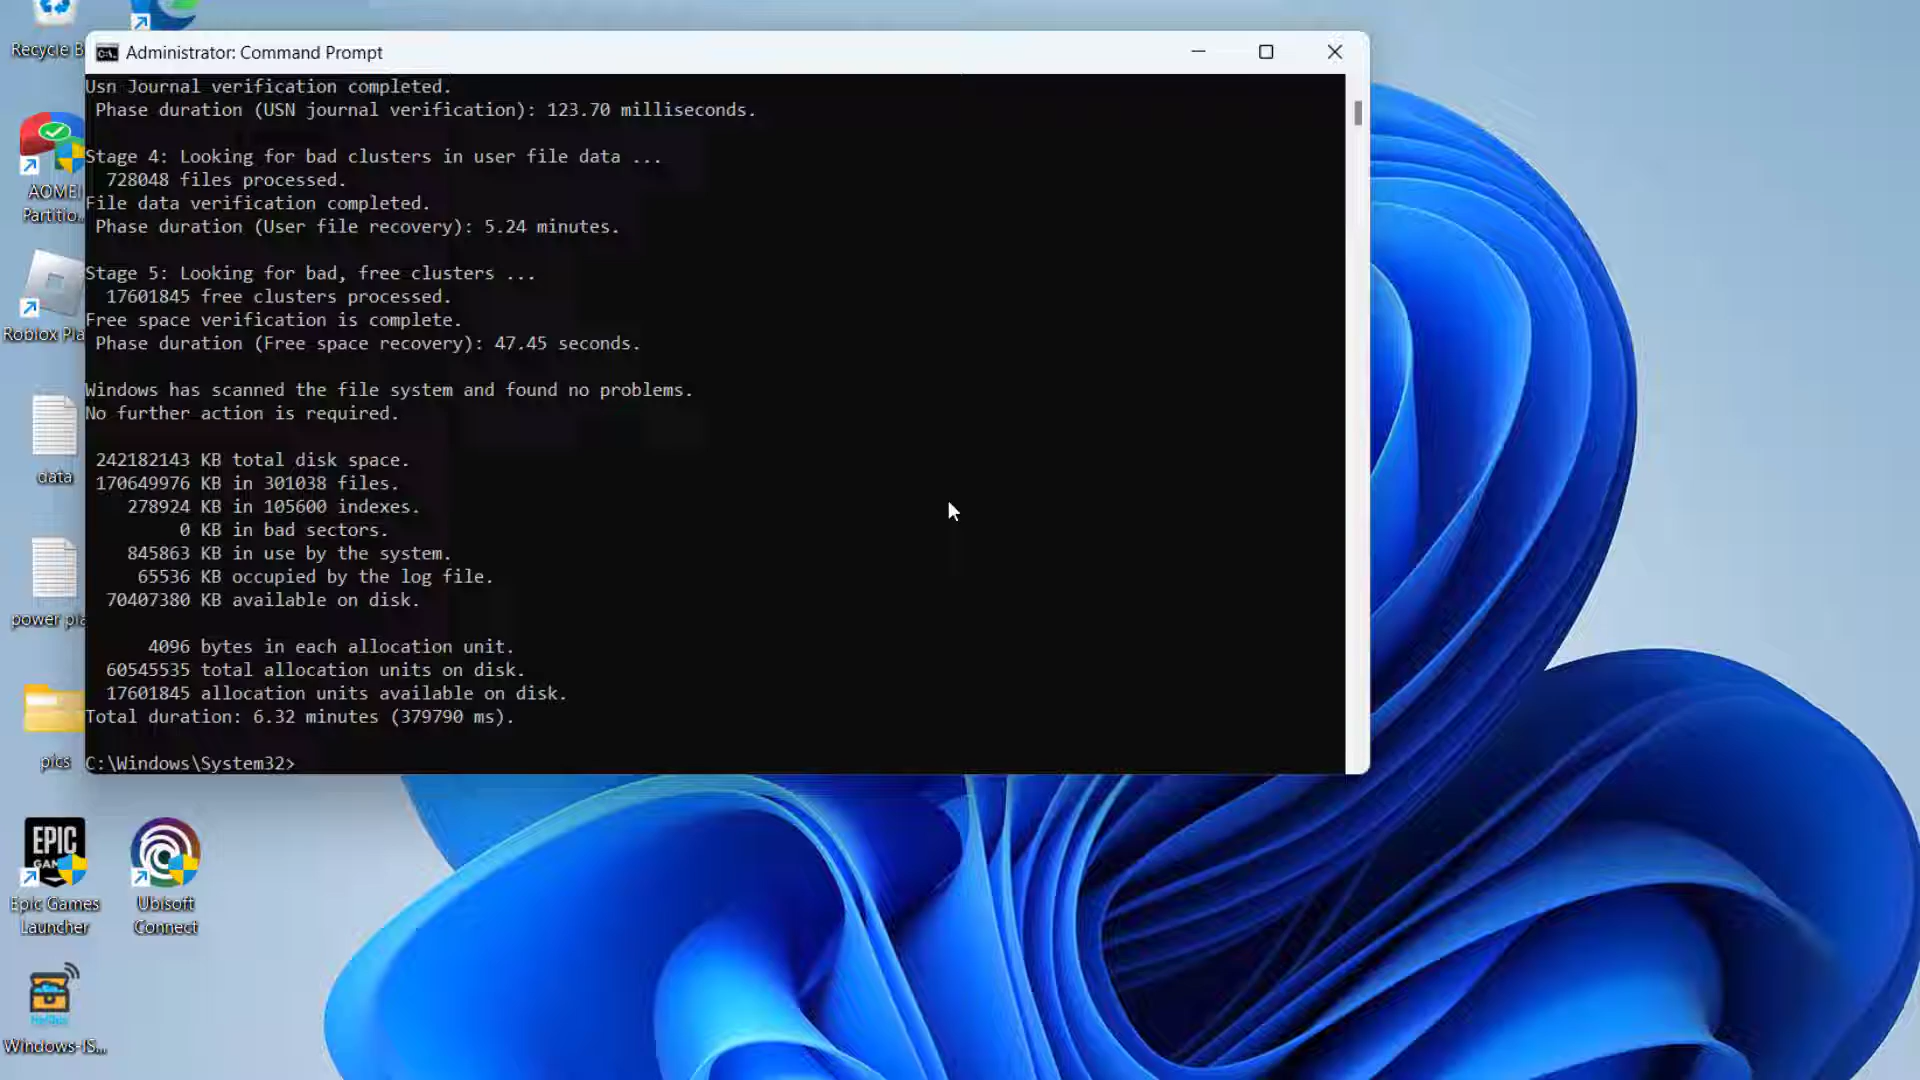 Recycle B
Administrator: Command Prompt
Usn Journal verification completed.
Phase duration (USN journal verification): 123.70 milliseconds.
Stage 4: Looking for bad clusters in user file data ...
728048 files processed.
File data verification completed.
Phase duration (User file recovery): 5.24 minutes.
Stage 5: Looking for bad, free clusters ...
17601845 free clusters processed.
Free space verification is complete.
Phase duration (Free space recovery): 47.45 seconds.
Windows has scanned the file system and found no problems.
No further action is required.
242182143 KB total disk space.
170649976 KB in 301038 files.
278924 KB in 105600 indexes.
0 KB in bad sectors.
845863 KB in use by the system.
65536 KB occupied by the log file.
70407380 KB available on disk.
4096 bytes in each allocation unit.
60545535 total allocation units on disk.
17601845 allocation units available on disk.
Total duration: 6.32 minutes (379790 ms).
C:\Windows\System32>
AOMEI
Partitio..
Roblox Pla
data
power pla
pics
EPIC
GAM
Epic Games
Launcher
Ubisoft
Connect
Windows-IS...